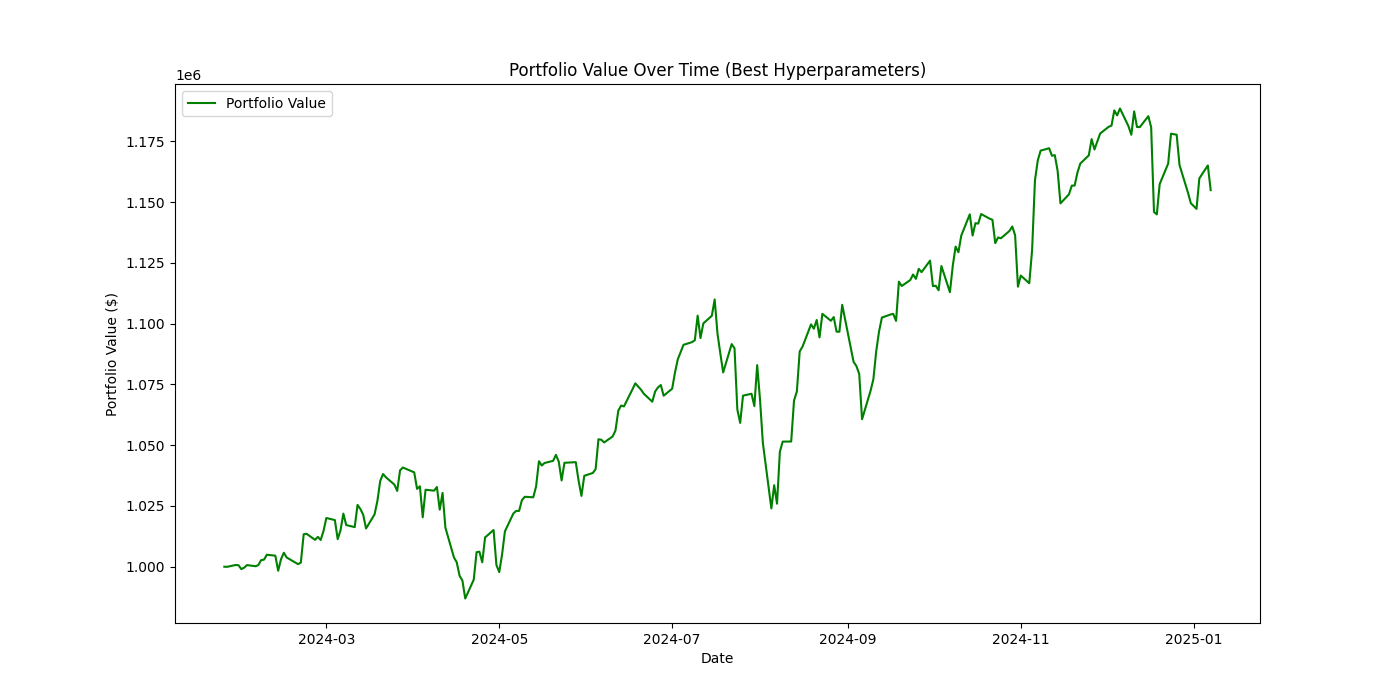 Portfolio Value Over Time (Best Hyperparameters)
1e6
Portfolio Value
1.175
1.150
1.125
1.100
1.075
1.050
1.025
1.000
Portfolio Value ($)
2024-03 2024-05 2024-07 2024-09 2024-11 2025-01
Date